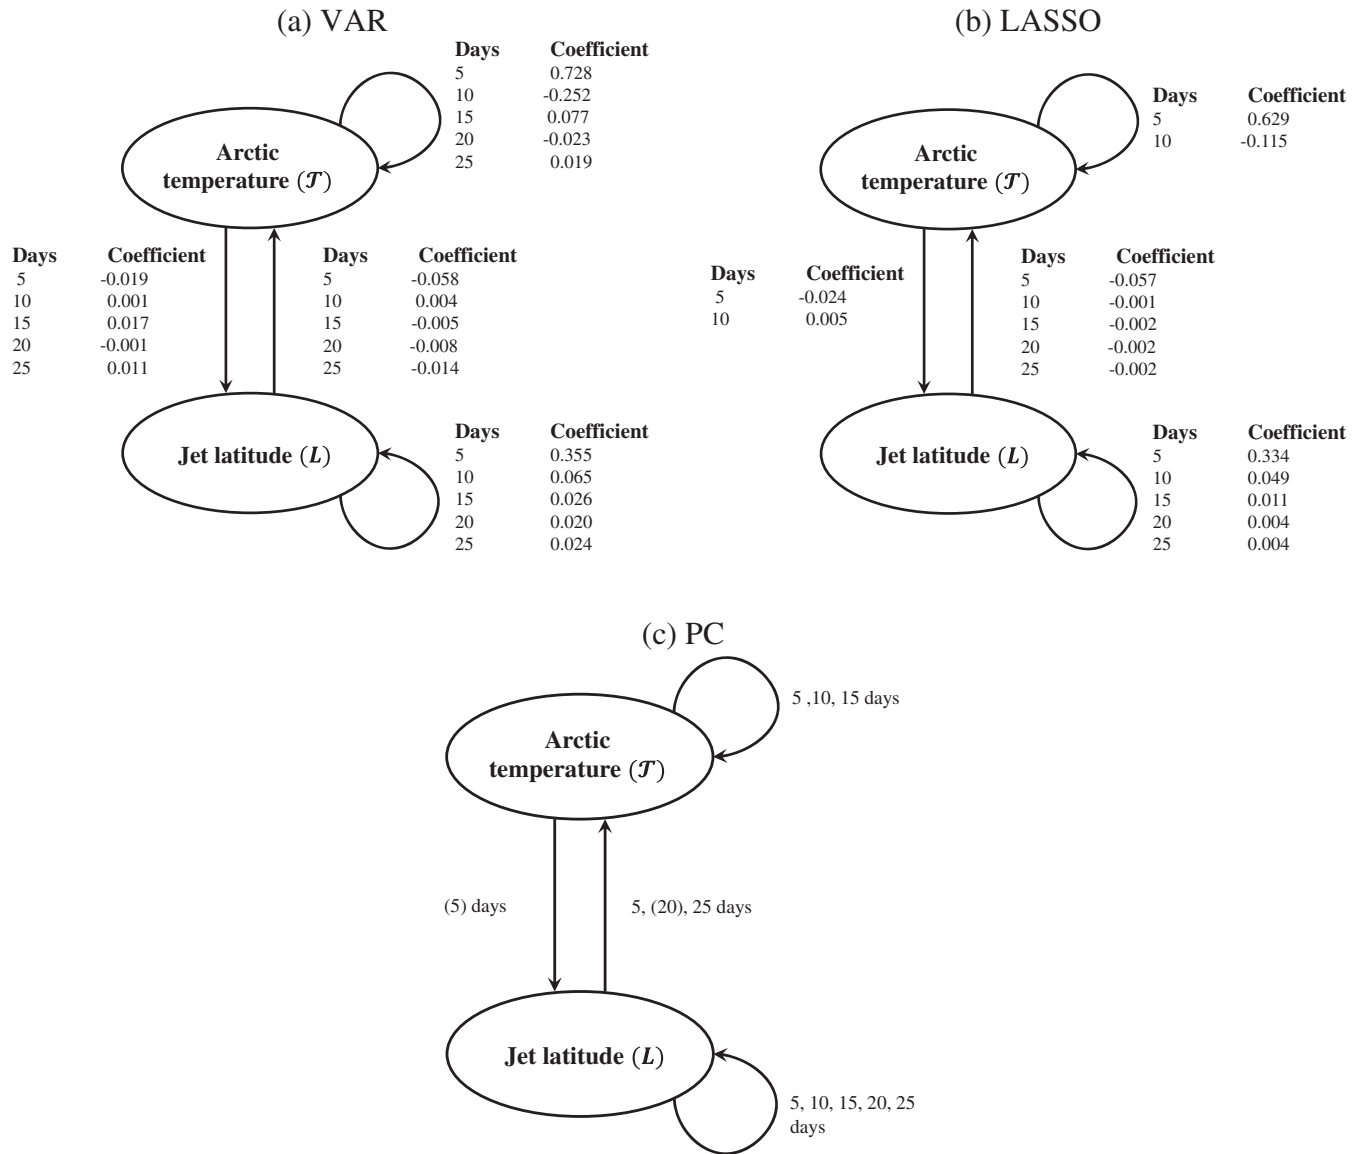 (a) VAR
Days Coefficient
5 0.728
10 -0.252
15 0.077
20 -0.023
25 0.019
Arctic
temperature (𝒯)
Days Coefficient
5 -0.019
10 0.001
15 0.017
20 -0.001
25 0.011
Days Coefficient
5 -0.058
10 0.004
15 -0.005
20 -0.008
25 -0.014
Jet latitude (L)
Days Coefficient
5 0.355
10 0.065
15 0.026
20 0.020
25 0.024
(b) LASSO
Days Coefficient
5 0.629
10 -0.115
Arctic
temperature (𝒯)
Days Coefficient
5 -0.024
10 0.005
Days Coefficient
5 -0.057
10 -0.001
15 -0.002
20 -0.002
25 -0.002
Jet latitude (L)
Days Coefficient
5 0.334
10 0.049
15 0.011
20 0.004
25 0.004
(c) PC
5 ,10, 15 days
Arctic
temperature (𝒯)
(5) days
5, (20), 25 days
Jet latitude (L)
5, 10, 15, 20, 25
days